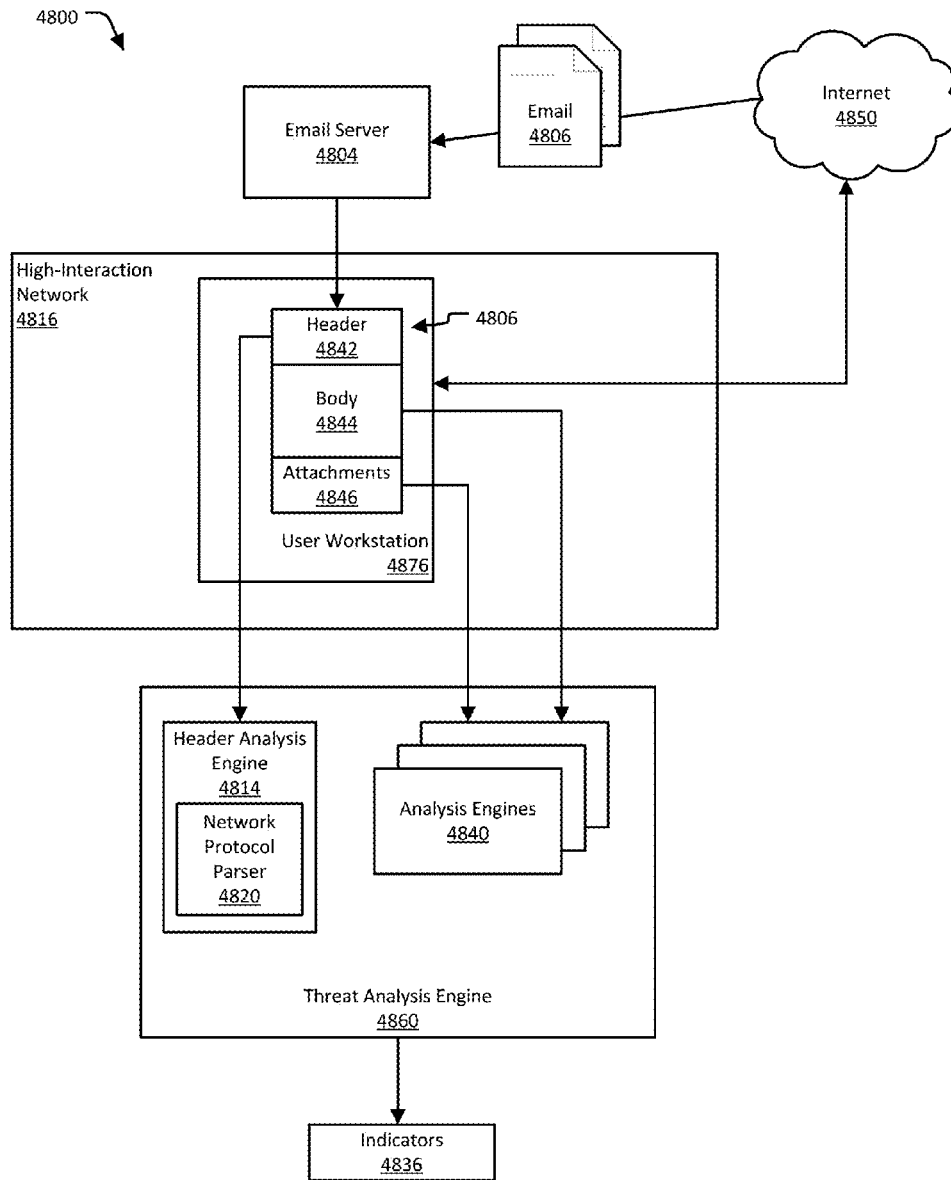 4800
Email
4806
Internet
4850
Email Server
4804
High-Interaction
Network
4816
Header
4842
4806
Body
4844
Attachments
4846
User Workstation
4876
Header Analysis
Engine
4814
Network
Protocol
Parser
4820
Analysis Engines
4840
Threat Analysis Engine
4860
Indicators
4836